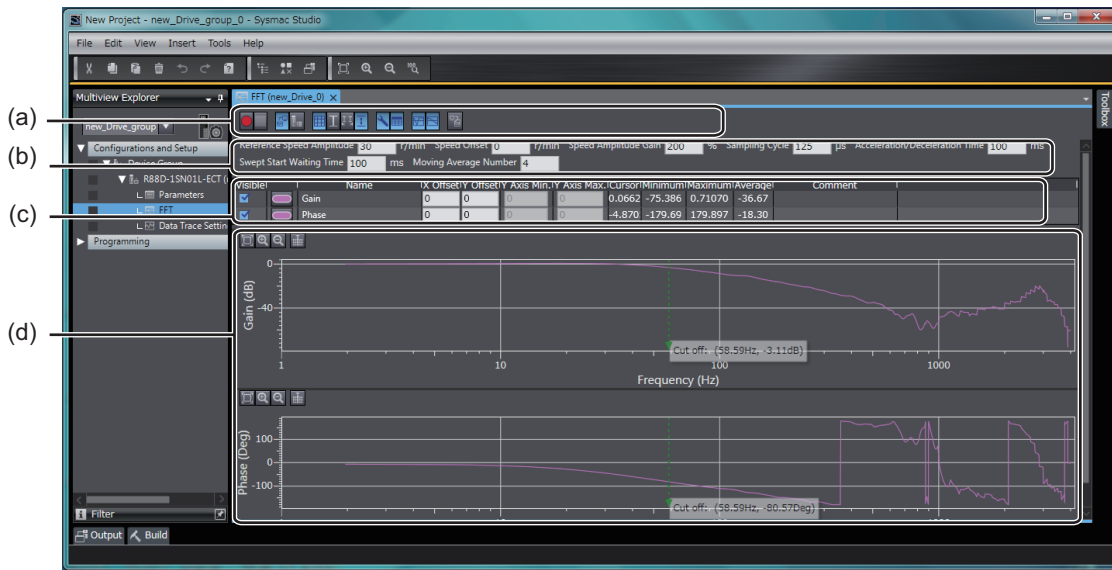 New Project - new_Drive_group_0 - Sysmac Studio
File Edit View Insert Tools Help
Multiview Explorer
FFT (new_Drive_0)
Toolbox
new_Drive_group
(a)
Configurations and Setup
Reference Speed Amplitude 30 r/min Speed Offset 0 r/min Speed Amplitude Gain 200 % Sampling Cycle 125 µs Acceleration/Deceleration Time 100 ms
(b)
Device Group
Swept Start Waiting Time 100 ms Moving Average Number 4
R88D-1SN01L-ECT
Visible Name X Offset Y Offset Y Axis Min. Y Axis Max. Cursor Minimum Maximum Average Comment
Parameters
Gain 0 0 0 0 0.0662 -75.386 0.71070 -36.67
(c)
FFT
Phase 0 0 0 0 -4.870 -179.69 179.897 -18.30
Data Trace Settin
Programming
0
Gain (dB)
-40
(d)
Cut off: (58.59Hz, -3.11dB)
1 10 100 1000
Frequency (Hz)
100
0
Phase (Deg)
-100
Cut off: (58.59Hz, -80.57Deg)
1 10 100 1000
Filter
Output Build